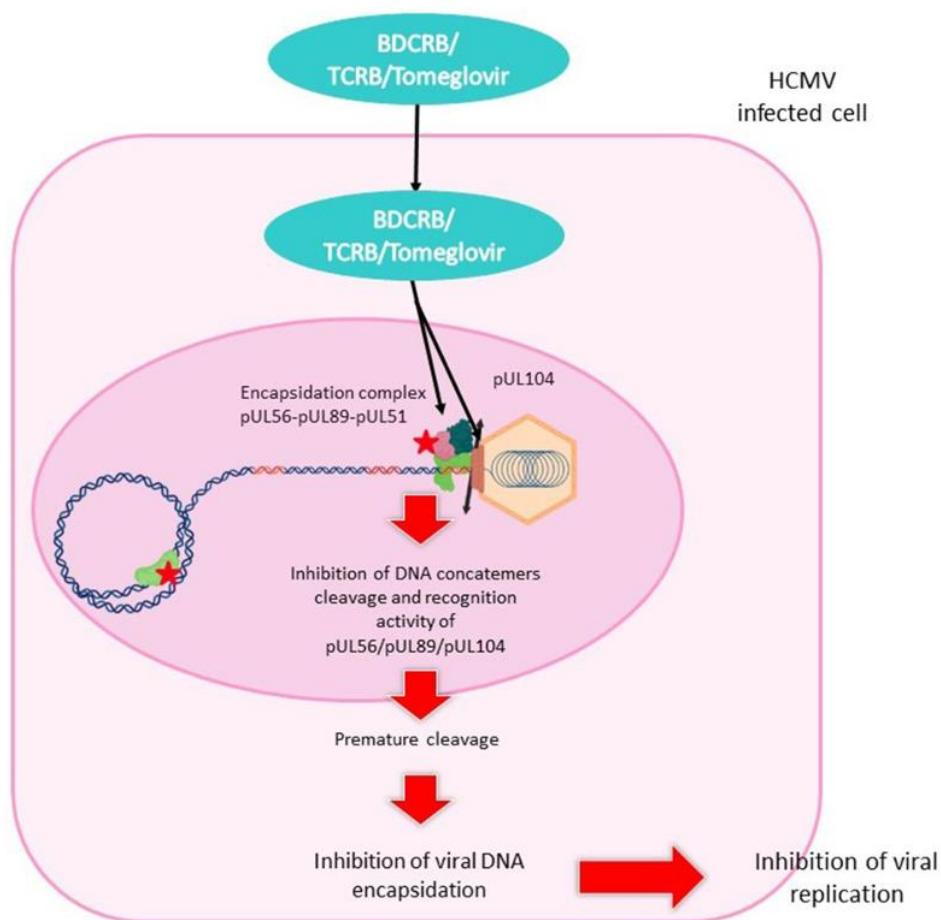 BDCRB/
TCRB/Tomeglovir
HCMV
infected cell
BDCRB/
TCRB/Tomeglovir
Encapsidation complex
pUL56-pUL89-pUL51
pUL104
Inhibition of DNA concatemers
cleavage and recognition
activity of
pUL56/pUL89/pUL104
Premature cleavage
Inhibition of viral DNA
encapsidation
Inhibition of viral
replication